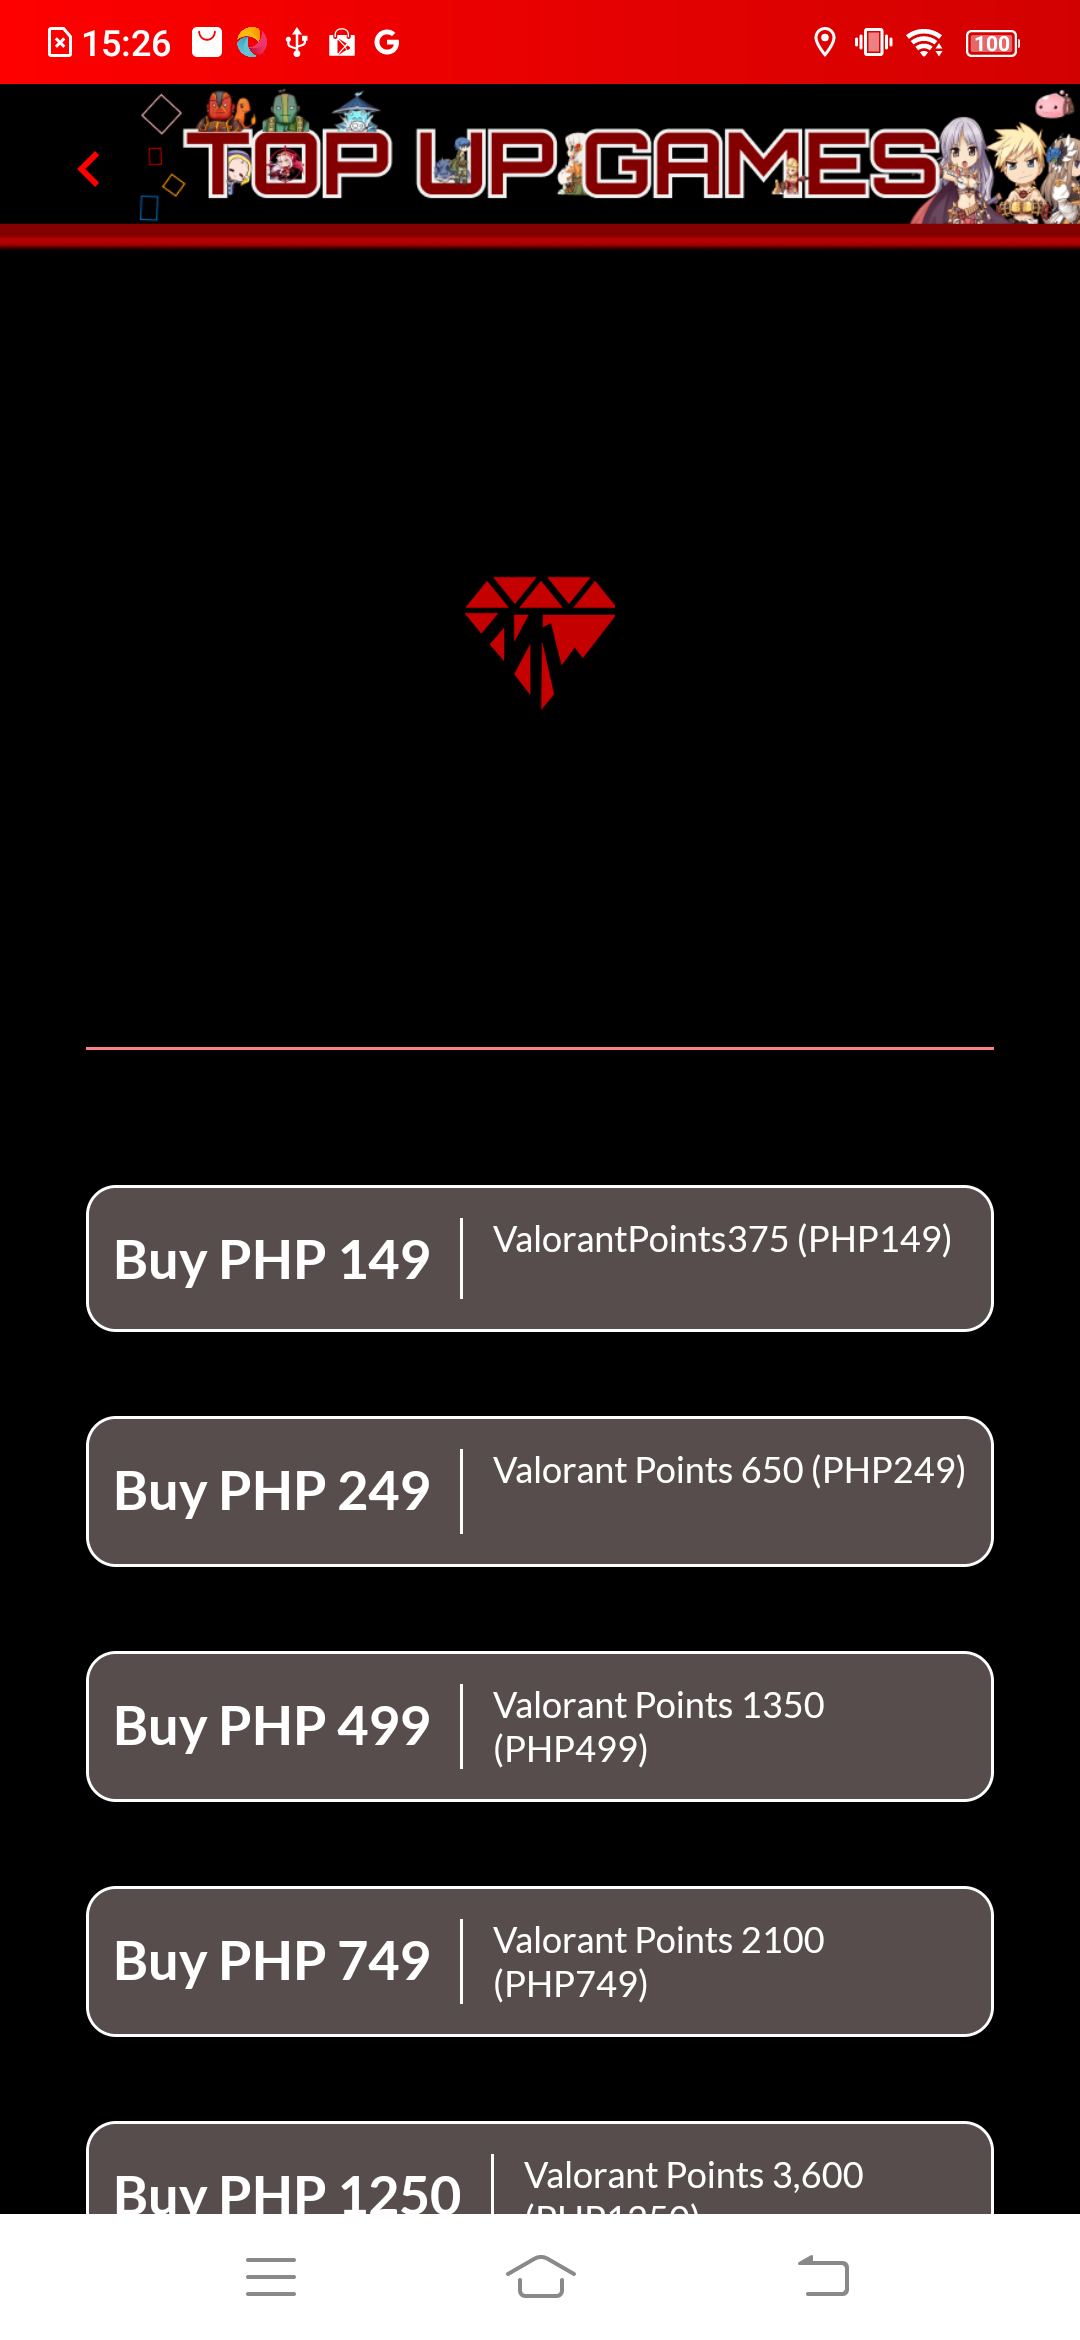 15:26
100
TOP UP GAMES
Buy PHP 149
ValorantPoints375 (PHP149)
Buy PHP 249
Valorant Points 650 (PHP249)
Buy PHP 499
Valorant Points 1350
(PHP499)
Buy PHP 749
Valorant Points 2100
(PHP749)
Buy PHP 1250
Valorant Points 3,600
(PHP1250)